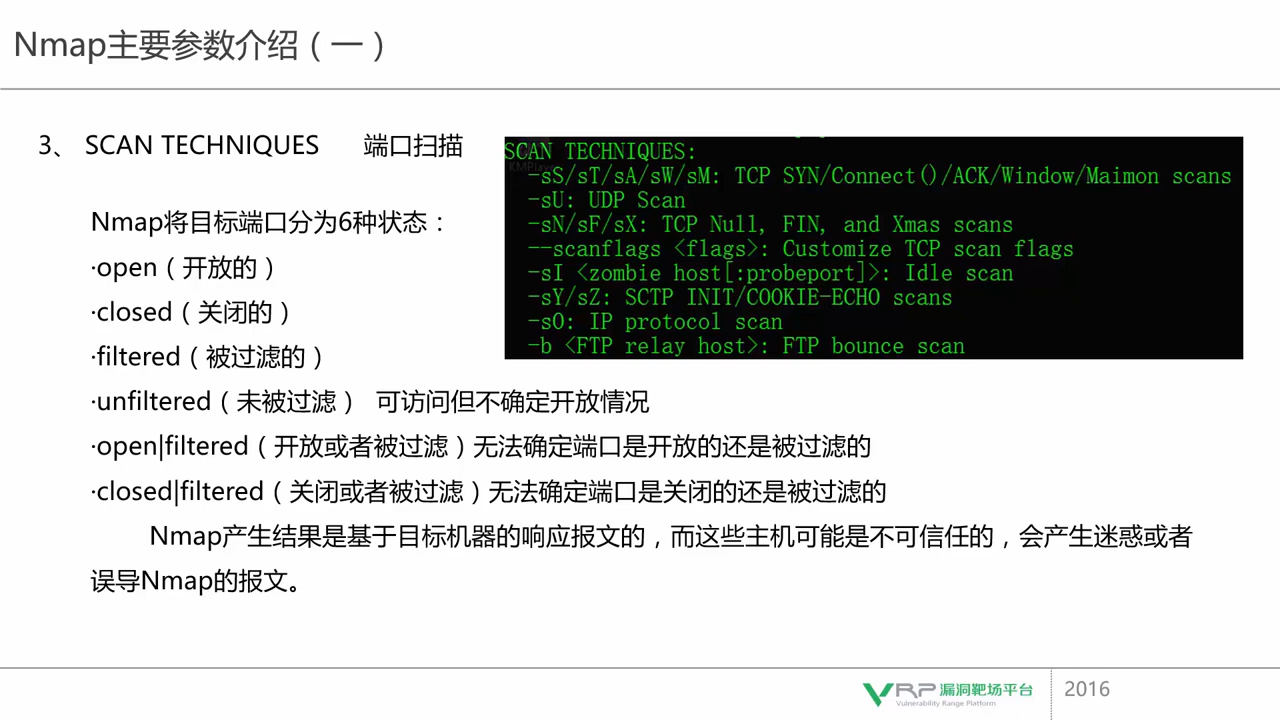 Nmap主要参数介绍（一）
3、 SCAN TECHNIQUES 端口扫描
Nmap将目标端口分为6种状态：
·open（开放的）
·closed（关闭的）
·filtered（被过滤的）
·unfiltered（未被过滤） 可访问但不确定开放情况
·open|filtered（开放或者被过滤）无法确定端口是开放的还是被过滤的
·closed|filtered（关闭或者被过滤）无法确定端口是关闭的还是被过滤的
Nmap产生结果是基于目标机器的响应报文的，而这些主机可能是不可信任的，会产生迷惑或者
误导Nmap的报文。
SCAN TECHNIQUES:
-sS/sT/sA/sW/sM: TCP SYN/Connect()/ACK/Window/Maimon scans
-sU: UDP Scan
-sN/sF/sX: TCP Null, FIN, and Xmas scans
--scanflags <flags>: Customize TCP scan flags
-sI <zombie host[:probeport]>: Idle scan
-sY/sZ: SCTP INIT/COOKIE-ECHO scans
-sO: IP protocol scan
-b <FTP relay host>: FTP bounce scan
VRP 漏洞靶场平台
Vulnerability Range Platform
2016